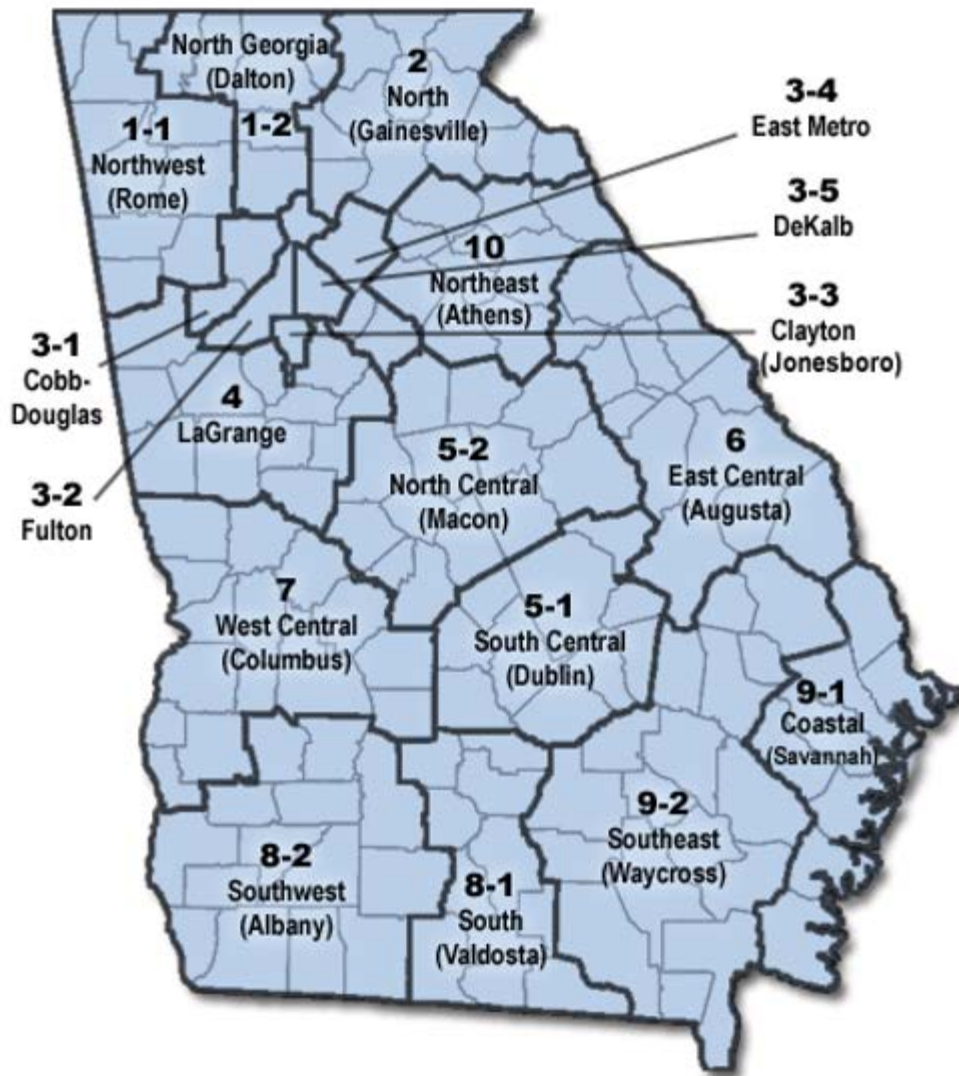 North Georgia
(Dalton)
2
North
(Gainesville)
3-4
East Metro
1-1
Northwest
(Rome)
1-2
3-5
DeKalb
10
Northeast
(Athens)
3-3
Clayton
(Jonesboro)
3-1
Cobb-
Douglas
4
LaGrange
3-2
Fulton
5-2
North Central
(Macon)
6
East Central
(Augusta)
7
West Central
(Columbus)
5-1
South Central
(Dublin)
9-1
Coastal
(Savannah)
9-2
Southeast
(Waycross)
8-2
Southwest
(Albany)
8-1
South
(Valdosta)